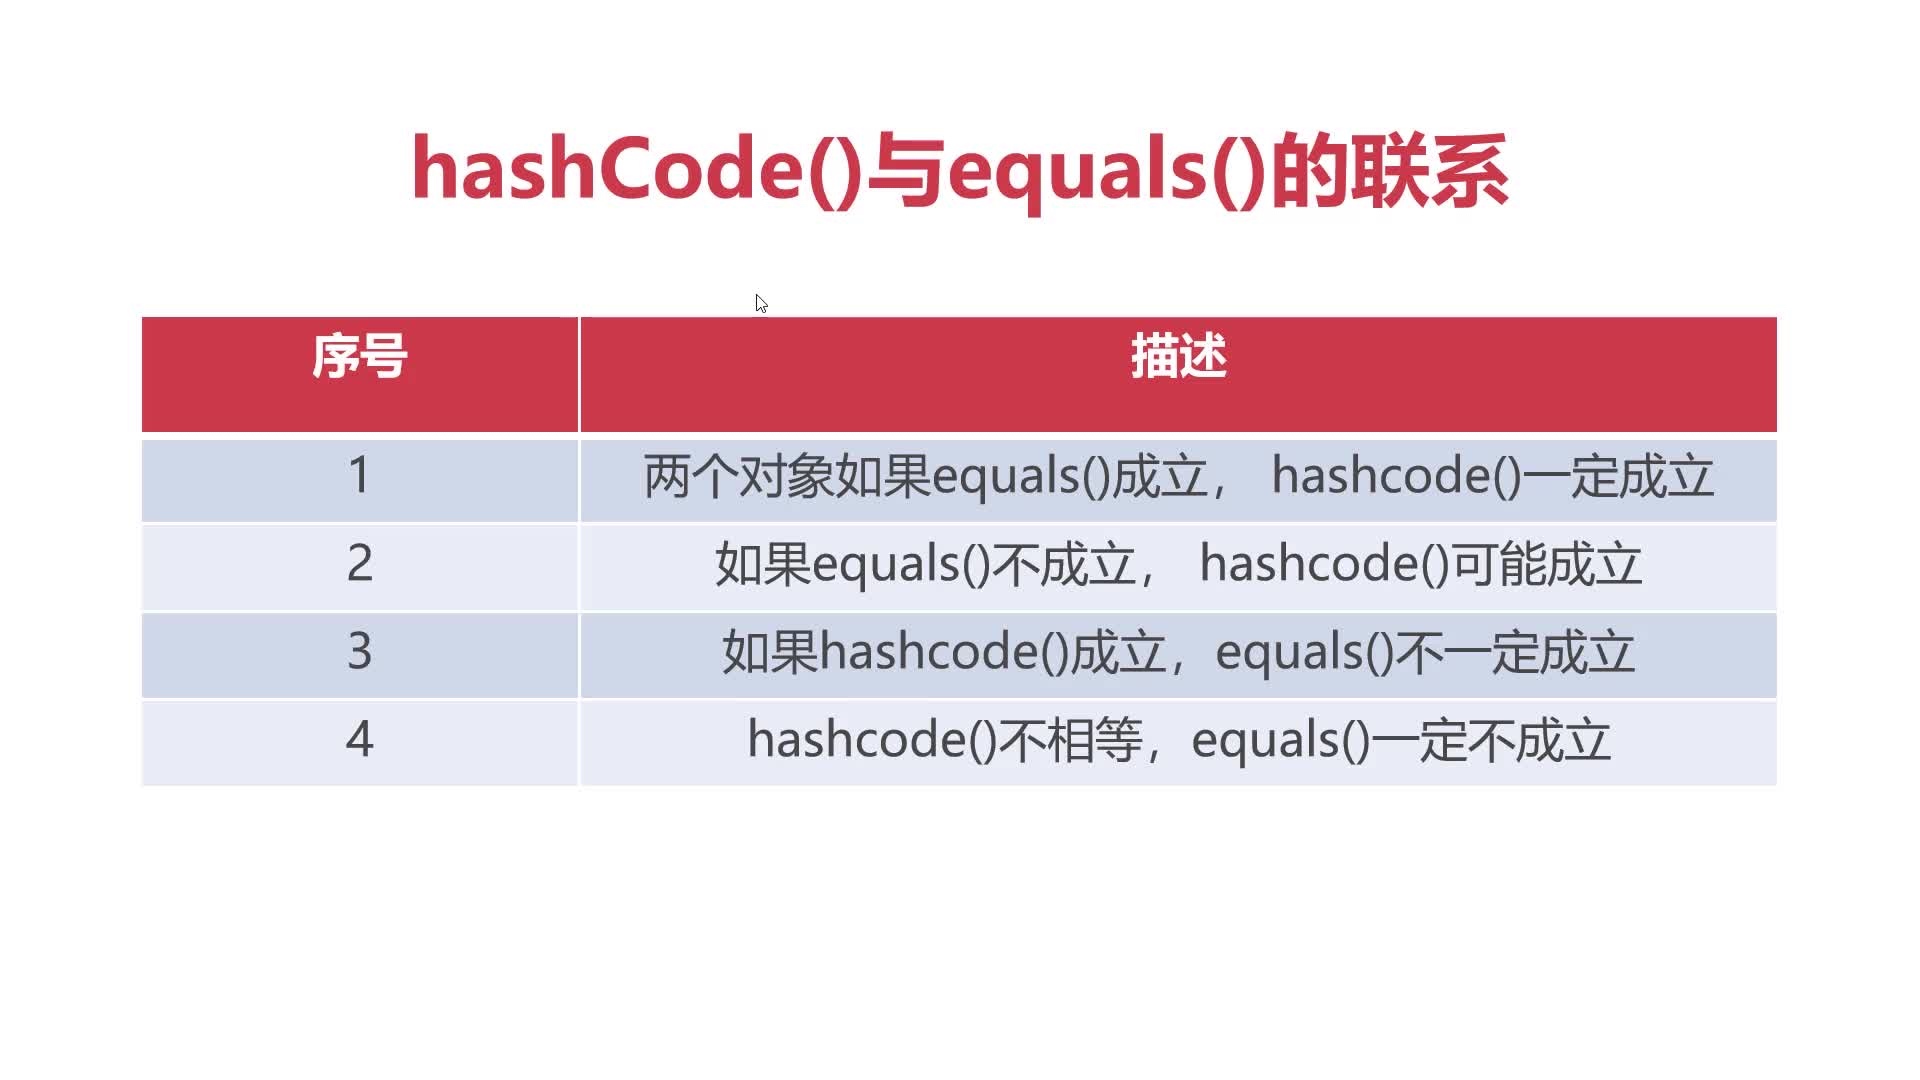 hashCode()与equals()的联系
序号 描述
1 两个对象如果equals()成立， hashcode()一定成立
2 如果equals()不成立， hashcode()可能成立
3 如果hashcode()成立，equals()不一定成立
4 hashcode()不相等，equals()一定不成立